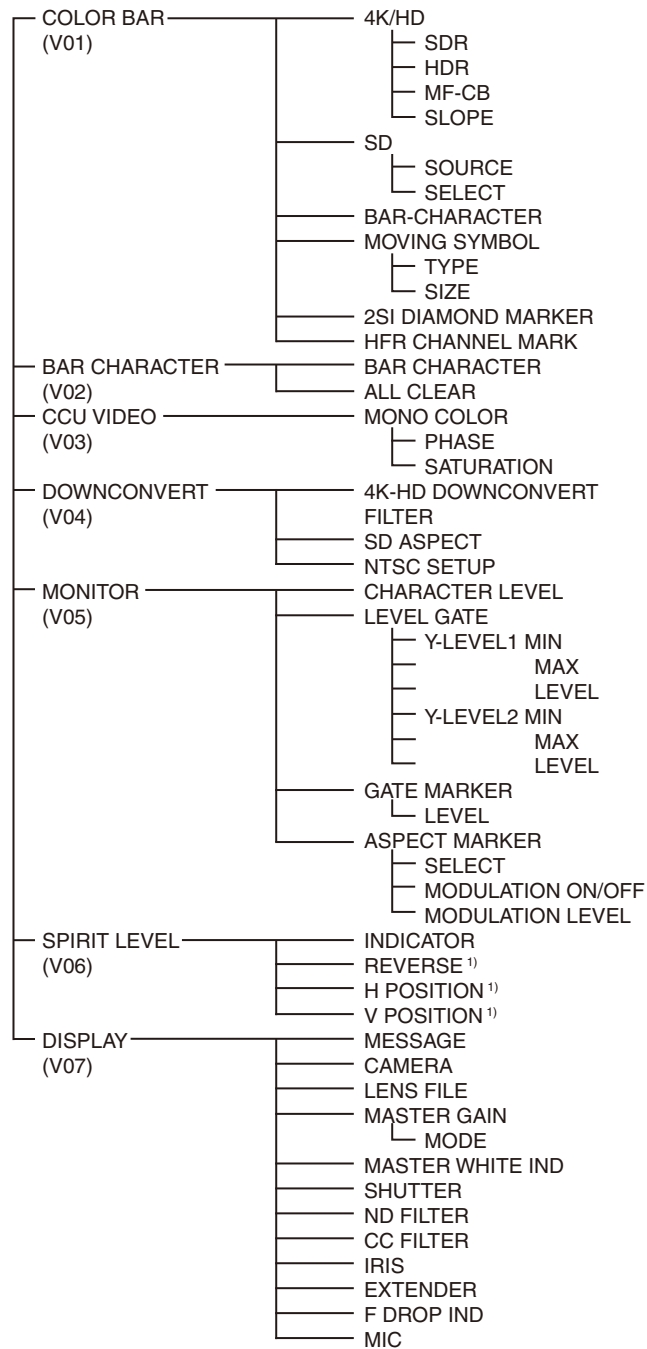 COLOR BAR 4K/HD
(V01) SDR
HDR
MF-CB
SLOPE
SD
SOURCE
SELECT
BAR-CHARACTER
MOVING SYMBOL
TYPE
SIZE
2SI DIAMOND MARKER
HFR CHANNEL MARK
BAR CHARACTER BAR CHARACTER
(V02) ALL CLEAR
CCU VIDEO MONO COLOR
(V03) PHASE
SATURATION
DOWNCONVERT 4K-HD DOWNCONVERT
(V04) FILTER
SD ASPECT
NTSC SETUP
MONITOR CHARACTER LEVEL
(V05) LEVEL GATE
Y-LEVEL1 MIN
MAX
LEVEL
Y-LEVEL2 MIN
MAX
LEVEL
GATE MARKER
LEVEL
ASPECT MARKER
SELECT
MODULATION ON/OFF
MODULATION LEVEL
SPIRIT LEVEL INDICATOR
(V06) REVERSE 1)
H POSITION 1)
V POSITION 1)
DISPLAY MESSAGE
(V07) CAMERA
LENS FILE
MASTER GAIN
MODE
MASTER WHITE IND
SHUTTER
ND FILTER
CC FILTER
IRIS
EXTENDER
F DROP IND
MIC